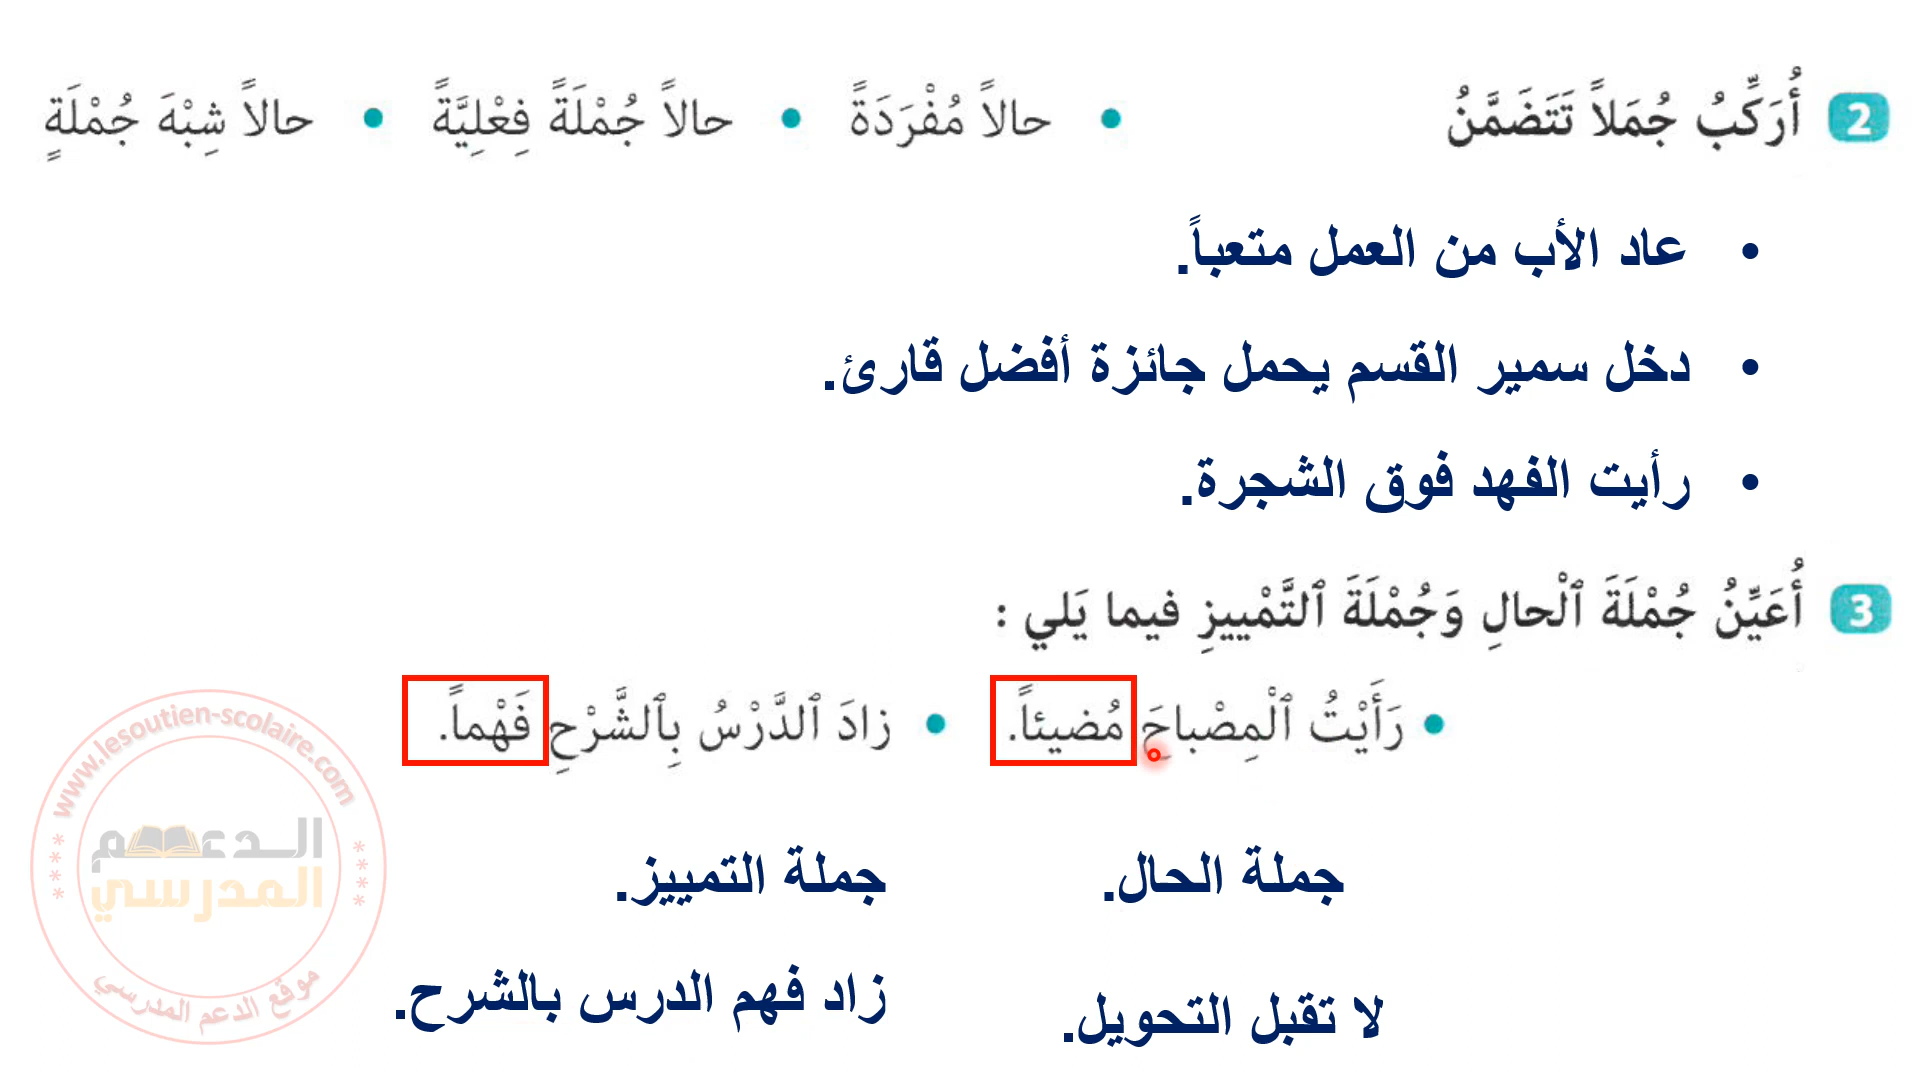 2 أُرَكِّبُ جُمَلاً تَتَضَمَّنُ • حالاً مُفْرَدَةً • حالاً جُمْلَةً فِعْلِيَّةً • حالاً شِبْهَ جُمْلَةٍ
• عاد الأب من العمل متعباً.
• دخل سمير القسم يحمل جائزة أفضل قارئ.
• رأيت الفهد فوق الشجرة.
3 أُعَيِّنُ جُمْلَةَ ٱلْحالِ وَجُمْلَةَ ٱلتَّمْييزِ فيما يَلي :
• رَأَيْتُ ٱلْمِصْباحَ مُضيئاً. • زادَ ٱلدَّرْسُ بِٱلشَّرْحِ فَهْماً.
جملة الحال. جملة التمييز.
لا تقبل التحويل. زاد فهم الدرس بالشرح.
**** www.lesoutien-scolaire.com ****
الـدعـم
المدرسي
موقع الدعم المدرسي